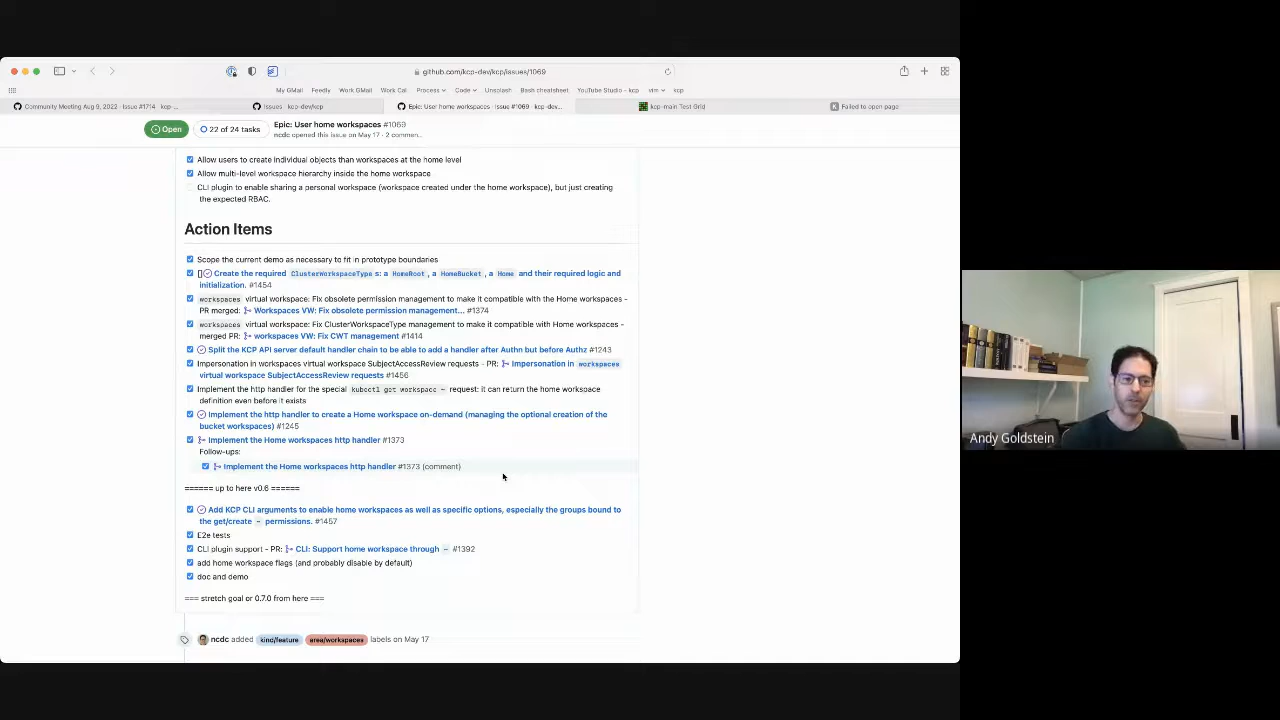 github.com/kcp-dev/kcp/issues/1069
My GMail Feedly Work GMail Work Cal Process Code Unsplash Bash cheatsheet YouTube Studio - kcp vim kcp
Community Meeting Aug 9, 2022 · Issue #1714 · kcp-...
Issues · kcp-dev/kcp
Epic: User home workspaces · Issue #1069 · kcp-dev...
kcp-main Test Grid
Failed to open page
Open
22 of 24 tasks
Epic: User home workspaces #1069
ncdc opened this issue on May 17 · 2 commen...
Allow users to create individual objects than workspaces at the home level
Allow multi-level workspace hierarchy inside the home workspace
CLI plugin to enable sharing a personal workspace (workspace created under the home workspace), but just creating
the expected RBAC.
Action Items
Scope the current demo as necessary to fit in prototype boundaries
[] Create the required ClusterWorkspaceType s: a HomeRoot, a HomeBucket, a Home and their required logic and
initialization. #1454
workspaces virtual workspace: Fix obsolete permission management to make it compatible with the Home workspaces -
PR merged: Workspaces VW: Fix obsolete permission management... #1374
workspaces virtual workspace: Fix ClusterWorkspaceType management to make it compatible with Home workspaces -
merged PR: workspaces VW: Fix CWT management #1414
Split the KCP API server default handler chain to be able to add a handler after Authn but before Authz #1243
Impersonation in workspaces virtual workspace SubjectAccessReview requests - PR: Impersonation in workspaces
virtual workspace SubjectAccessReview requests #1456
Implement the http handler for the special kubectl get workspace ~ request: it can return the home workspace
definition even before it exists
Implement the http handler to create a Home workspace on-demand (managing the optional creation of the
bucket workspaces) #1245
Implement the Home workspaces http handler #1373
Follow-ups:
Implement the Home workspaces http handler #1373 (comment)
====== up to here v0.6 ======
Add KCP CLI arguments to enable home workspaces as well as specific options, especially the groups bound to
the get/create ~ permissions. #1457
E2e tests
CLI plugin support - PR: CLI: Support home workspace through ~ #1392
add home workspace flags (and probably disable by default)
doc and demo
=== stretch goal or 0.7.0 from here ===
ncdc added kind/feature area/workspaces labels on May 17
Andy Goldstein